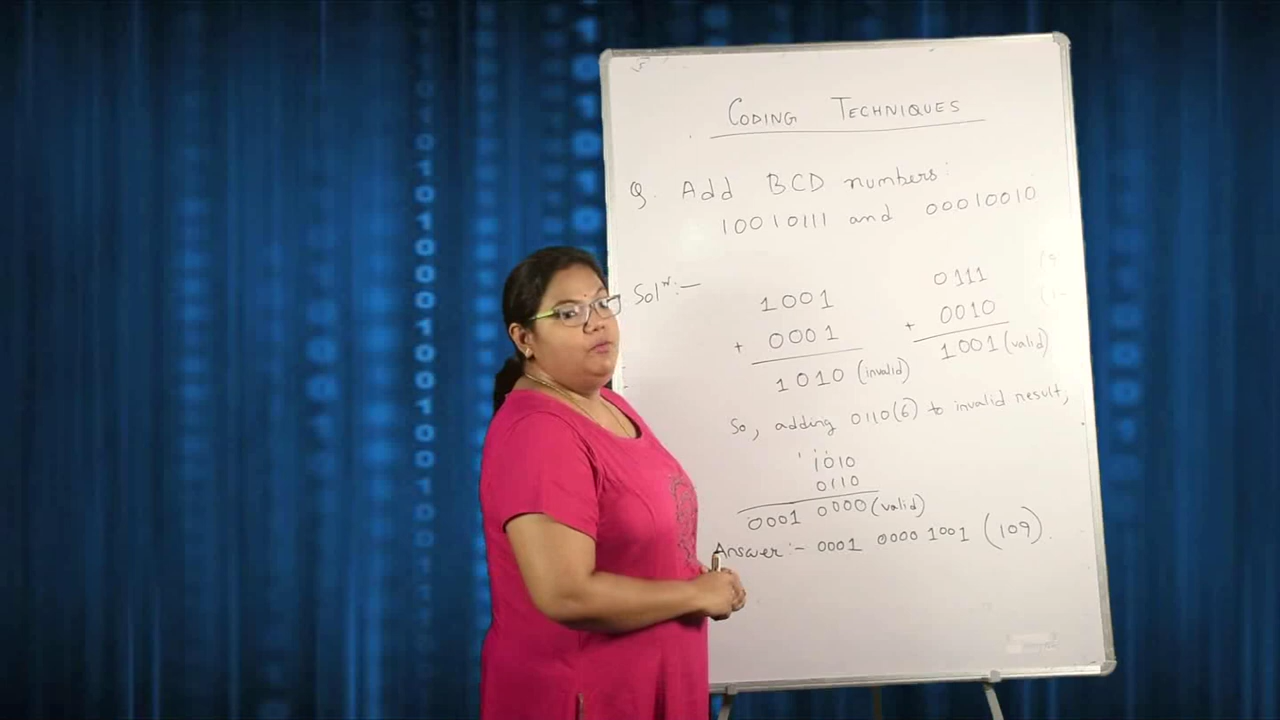 CODING TECHNIQUES
Q. Add BCD numbers:
10010111 and 00010010
Solⁿ:-
1001
+ 0001
1010 (invalid)
0111
+ 0010
1001 (valid)
So, adding 0110(6) to invalid result,
1010
0110
0001 0000 (valid)
Answer:- 0001 0000 1001 (109).